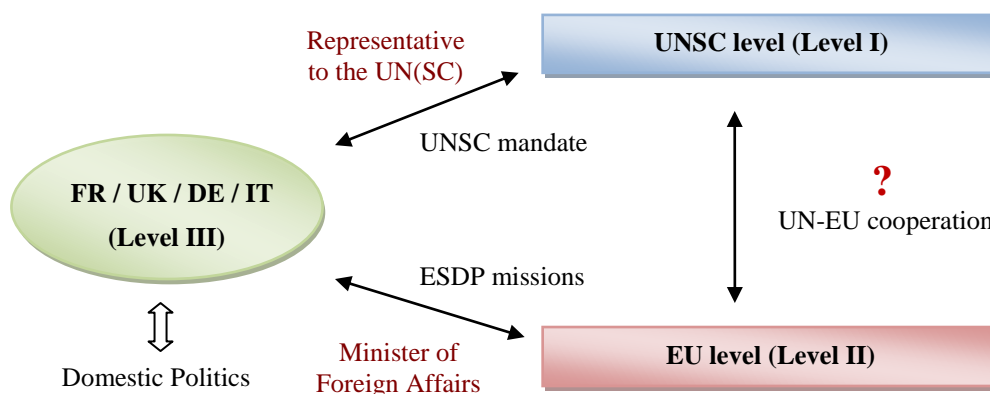 Representative
to the UN(SC)
UNSC level (Level I)
UNSC mandate
FR / UK / DE / IT
(Level III)
?
UN-EU cooperation
ESDP missions
Minister of
Foreign Affairs
EU level (Level II)
Domestic Politics